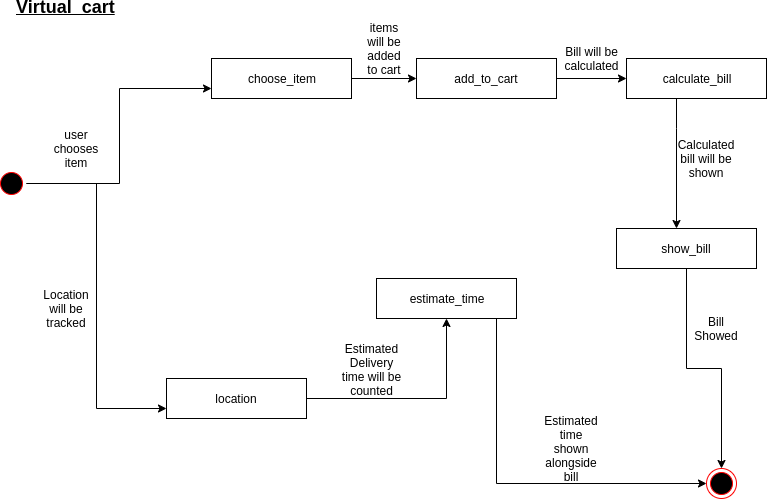 Virtual cart
items
will be
added
to cart
Bill will be
calculated
choose_item
add_to_cart
calculate_bill
user
chooses
item
Calculated
bill will be
shown
show_bill
Location
will be
tracked
estimate_time
Bill
Showed
Estimated
Delivery
time will be
counted
location
Estimated
time
shown
alongside
bill